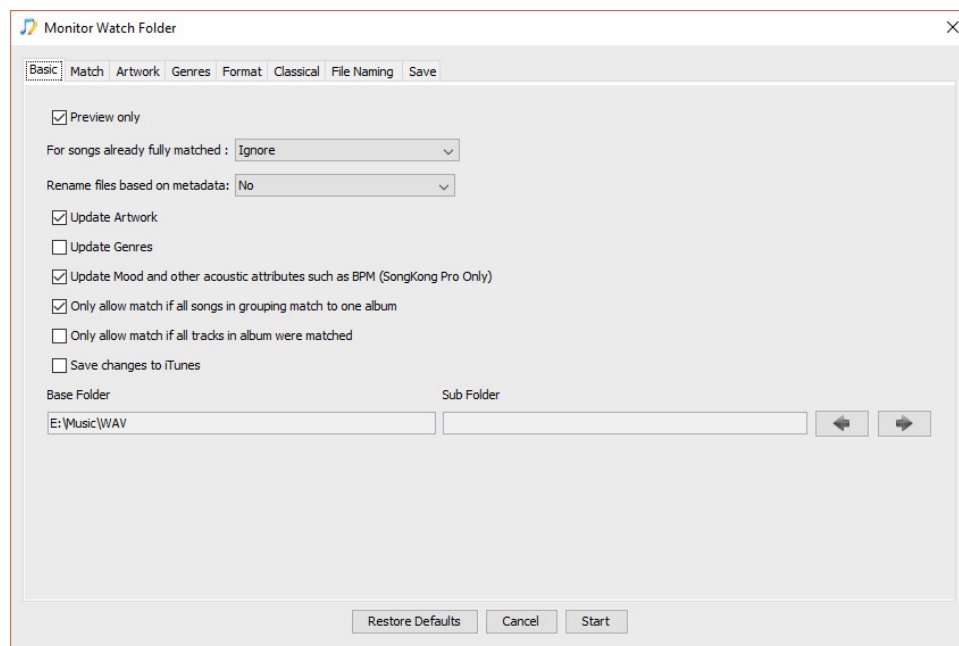 Monitor Watch Folder
Basic Match Artwork Genres Format Classical File Naming Save
Preview only
For songs already fully matched : Ignore
Rename files based on metadata: No
Update Artwork
Update Genres
Update Mood and other acoustic attributes such as BPM (SongKong Pro Only)
Only allow match if all songs in grouping match to one album
Only allow match if all tracks in album were matched
Save changes to iTunes
Base Folder Sub Folder
E:\Music\WAV
Restore Defaults Cancel Start